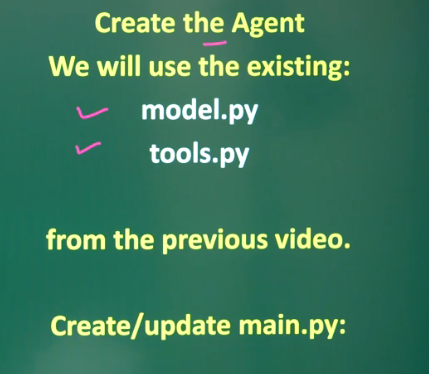 Create the Agent
We will use the existing:
model.py
tools.py
from the previous video.
Create/update main.py: